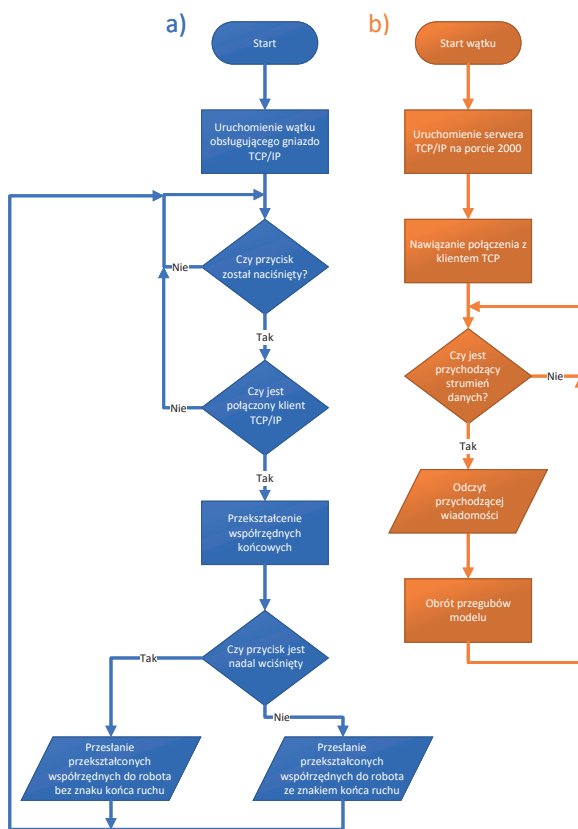 a)
Start
Uruchomienie wątku
obsługującego gniazdo
TCP/IP
Czy przycisk
został naciśnięty?
Nie
Tak
Czy jest
połączony klient
TCP/IP
Nie
Tak
Przekształcenie
współrzędnych
końcowych
Czy przycisk jest
nadal wciśnięty
Tak
Nie
Przesłanie
przekształconych
współrzędnych do robota
bez znaku końca ruchu
Przesłanie
przekształconych
współrzędnych do robota
ze znakiem końca ruchu
b)
Start wątku
Uruchomienie serwera
TCP/IP na porcie 2000
Nawiązanie połączenia z
klientem TCP
Czy jest
przychodzący
strumień
danych?
Nie
Tak
Odczyt
przychodzącej
wiadomości
Obrót przegubów
modelu